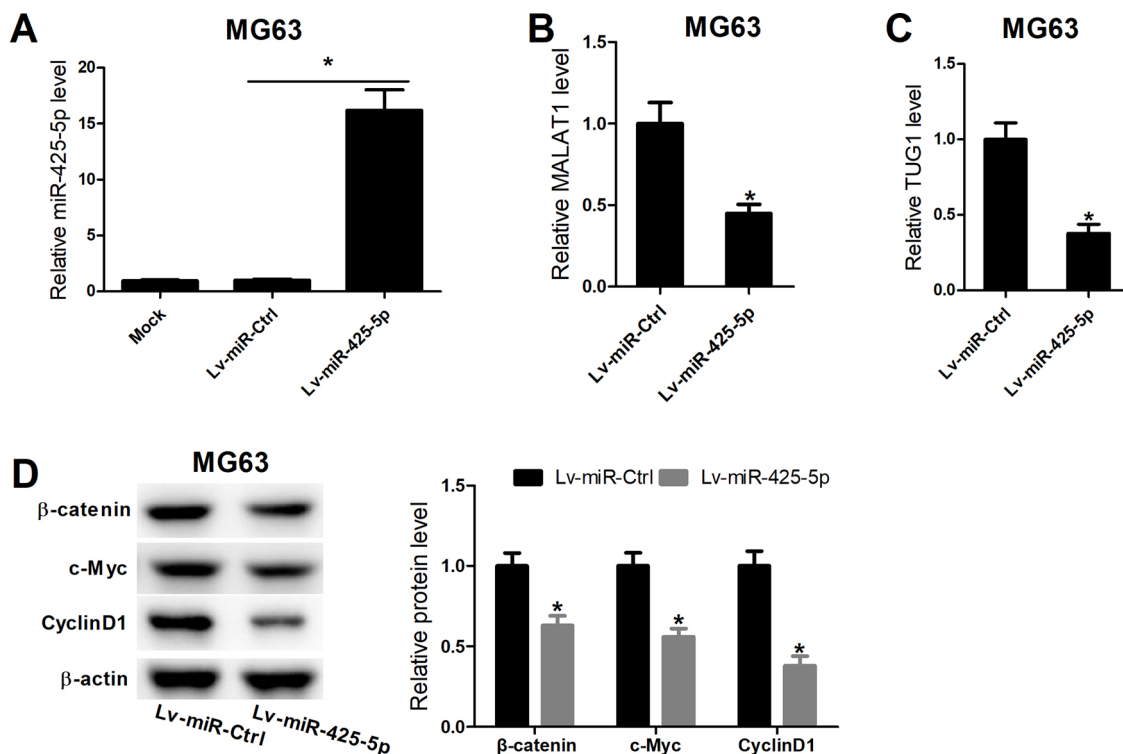 A
MG63
Relative miR-425-5p level
20
15
10
5
0
*
Mock
Lv-miR-Ctrl
Lv-miR-425-5p
B
MG63
Relative MALAT1 level
1.5
1.0
0.5
0.0
*
Lv-miR-Ctrl
Lv-miR-425-5p
C
MG63
Relative TUG1 level
1.5
1.0
0.5
0.0
*
Lv-miR-Ctrl
Lv-miR-425-5p
D
MG63
β-catenin
c-Myc
CyclinD1
β-actin
Lv-miR-Ctrl
Lv-miR-425-5p
Lv-miR-Ctrl
Lv-miR-425-5p
Relative protein level
1.5
1.0
0.5
0.0
*
*
*
β-catenin
c-Myc
CyclinD1